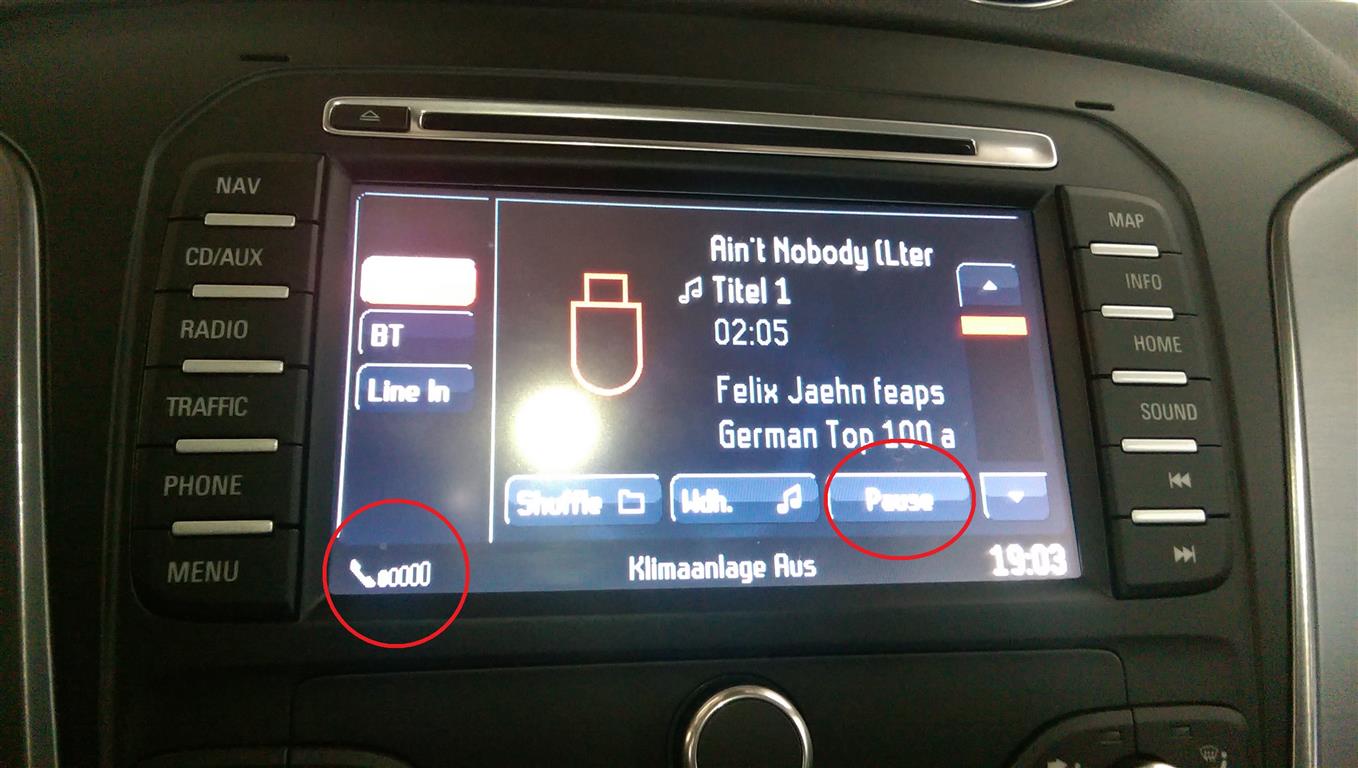 NAV
CD/AUX
RADIO
TRAFFIC
PHONE
MENU
BT
Line In
Ain't Nobody (Lter
Titel 1
02:05
Felix Jaehn feaps
German Top 100 a
Shuffle
Wdh.
Pause
Klimaanlage Aus
19:03
MAP
INFO
HOME
SOUND